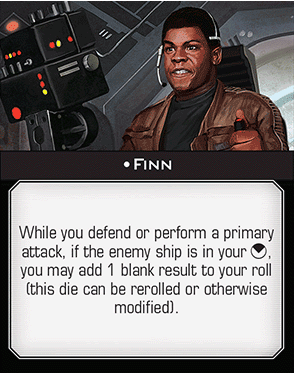 • Finn
While you defend or perform a primary
attack, if the enemy ship is in your ,
you may add 1 blank result to your roll
(this die can be rerolled or otherwise
modified).